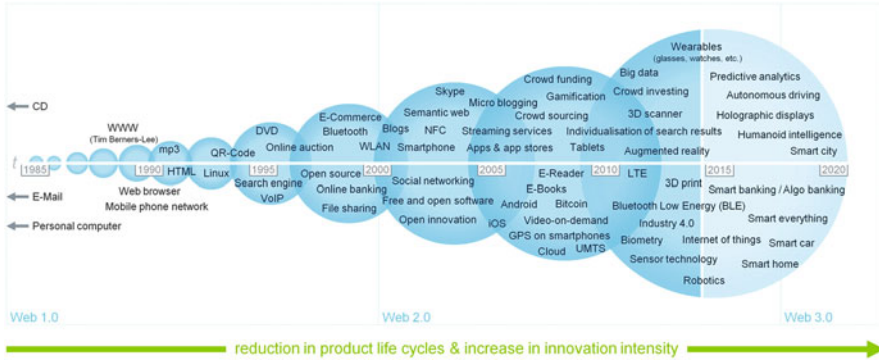 CD
WWW
(Tim Berners-Lee)
mp3
QR-Code
DVD
Online auction
E-Commerce
Bluetooth
WLAN
Blogs
Skype
Semantic web
NFC
Smartphone
Micro blogging
Streaming services
Apps & app stores
Crowd funding
Gamification
Crowd sourcing
Individualisation of search results
Tablets
Wearables
(glasses, watches, etc.)
Big data
Crowd investing
3D scanner
Augmented reality
Predictive analytics
Autonomous driving
Holographic displays
Humanoid intelligence
Smart city
t
1985
1990
1995
2000
2005
2010
2015
2020
E-Mail
Personal computer
HTML
Web browser
Mobile phone network
Linux
Search engine
VoIP
Open source
Online banking
File sharing
Social networking
Free and open software
Open innovation
iOS
E-Reader
E-Books
Android
Bitcoin
Video-on-demand
GPS on smartphones
Cloud
UMTS
LTE
3D print
Bluetooth Low Energy (BLE)
Industry 4.0
Biometry
Internet of things
Sensor technology
Robotics
Smart banking / Algo banking
Smart everything
Smart car
Smart home
Web 1.0
Web 2.0
Web 3.0
reduction in product life cycles & increase in innovation intensity